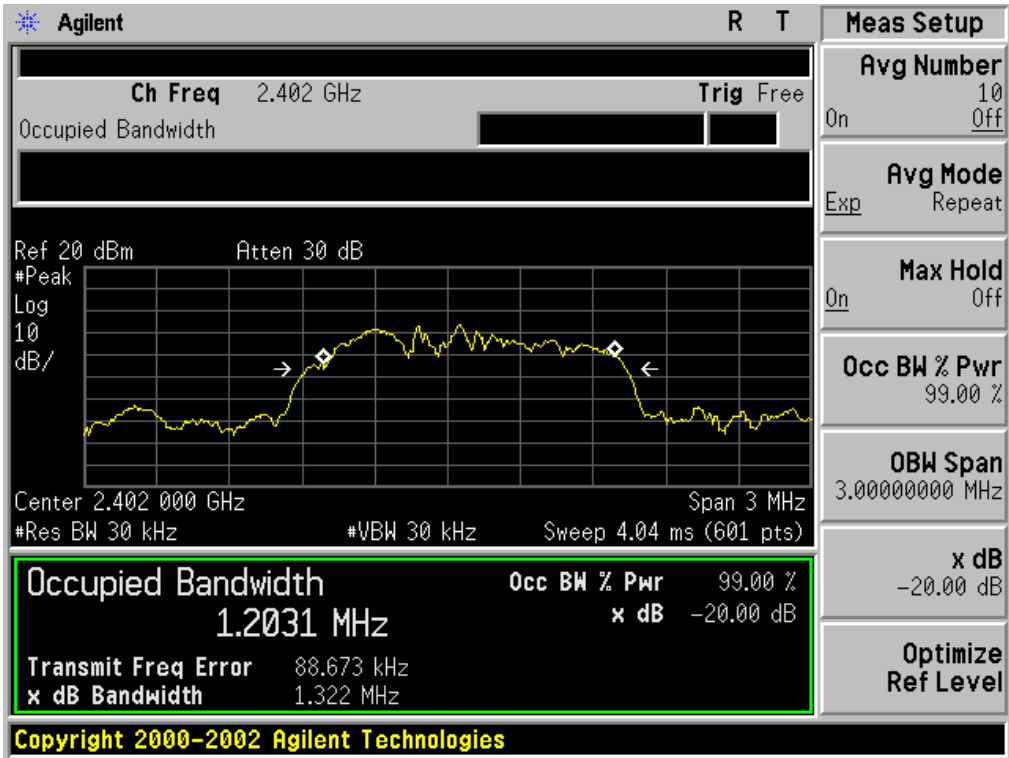 Agilent R T
Ch Freq 2.402 GHz Trig Free
Occupied Bandwidth
Ref 20 dBm Atten 30 dB
#Peak
Log
10
dB/
Center 2.402 000 GHz Span 3 MHz
#Res BW 30 kHz #VBW 30 kHz Sweep 4.04 ms (601 pts)
Occupied Bandwidth Occ BW % Pwr 99.00 %
1.2031 MHz x dB -20.00 dB
Transmit Freq Error 88.673 kHz
x dB Bandwidth 1.322 MHz
Copyright 2000-2002 Agilent Technologies
Meas Setup
Avg Number
10
On Off
Avg Mode
Exp Repeat
Max Hold
On Off
Occ BW % Pwr
99.00 %
OBW Span
3.00000000 MHz
x dB
-20.00 dB
Optimize
Ref Level